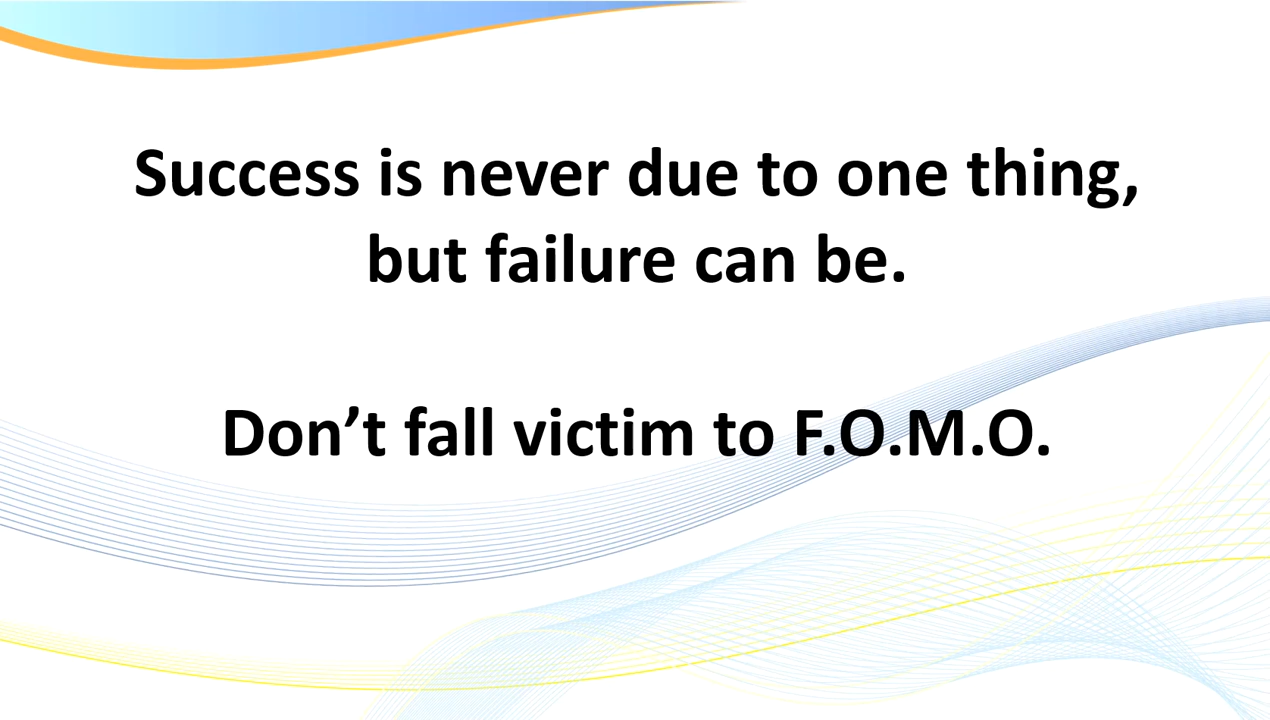 Success is never due to one thing,
but failure can be.
Don’t fall victim to F.O.M.O.